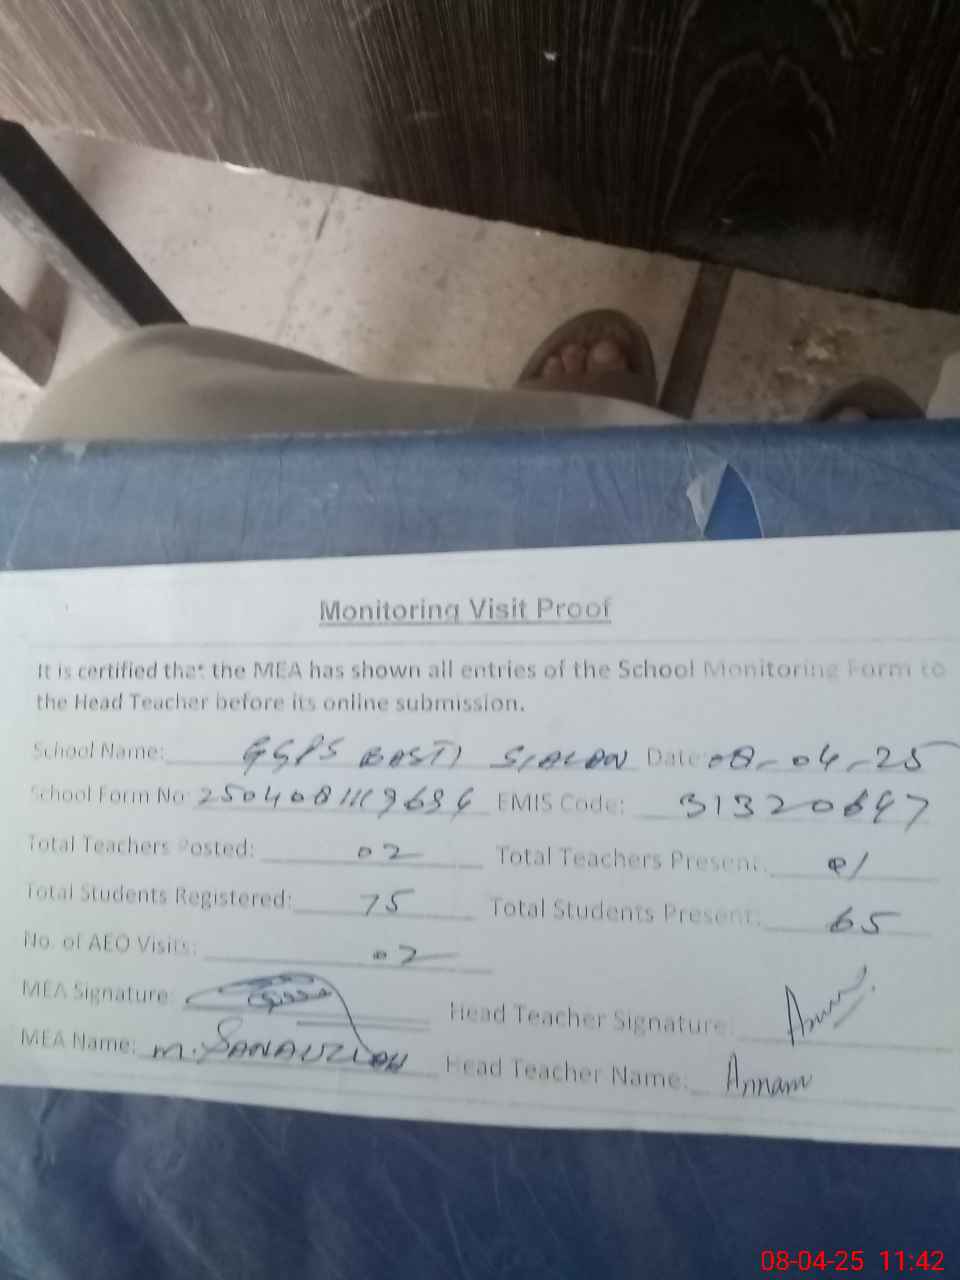 Monitoring Visit Proof
It is certified that the MEA has shown all entries of the School Monitoring Form to
the Head Teacher before its online submission.
School Name: GGPS BASTI SIALAN Date: 08-04-25
School Form No: 2504081119694 EMIS Code: 31320647
Total Teachers Posted: 02 Total Teachers Present: 01
Total Students Registered: 75 Total Students Present: 65
No. of AEO Visits: 02
MEA Signature: Head Teacher Signature:
MEA Name: M. SANAULLAH Head Teacher Name: Annam
08-04-25 11:42